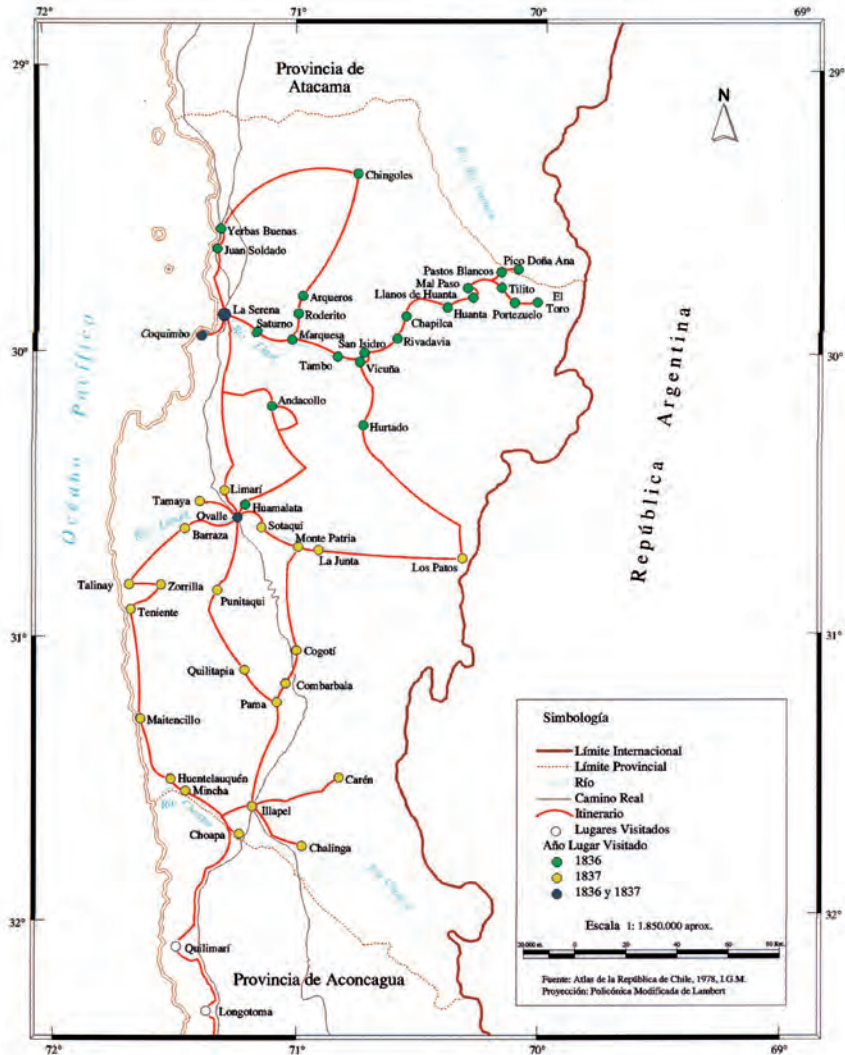 72°
71°
70°
69°
29°
29°
Provincia de
Atacama
N
Chingoles
Yerbas Buenas
Juan Soldado
Pico Doña Ana
Pastos Blancos
Mal Paso
Tilito
El
Toro
Llanos de Huanta
Huanta
Portezuelo
Arqueros
Roderito
La Serena
Coquimbo
Saturno
Marquesa
Chapilca
San Isidro
Rivadavia
30°
30°
Tambo
Vicuña
Andacollo
Hurtado
Océano Pacífico
República Argentina
Limarí
Tamaya
Huamalata
Ovalle
Sotaquí
Barraza
Monte Patria
La Junta
Los Patos
Talinay
Zorrilla
Punitaqui
Teniente
31°
31°
Cogotí
Quilitapia
Combarbala
Pama
Maitencillo
Huentelauquén
Mincha
Carén
Illapel
Río Choapa
Choapa
Chalinga
32°
32°
Quilimarí
Provincia de Aconcagua
Longotoma
Simbología
Límite Internacional
Límite Provincial
Río
Camino Real
Itinerario
Lugares Visitados
Año Lugar Visitado
1836
1837
1836 y 1837
Escala 1: 1.850.000 aprox.
0 20 40 60
Fuente: Atlas de la República de Chile, 1978, I.G.M.
Proyección: Policónica Modificada de Lambert
72°
71°
70°
69°